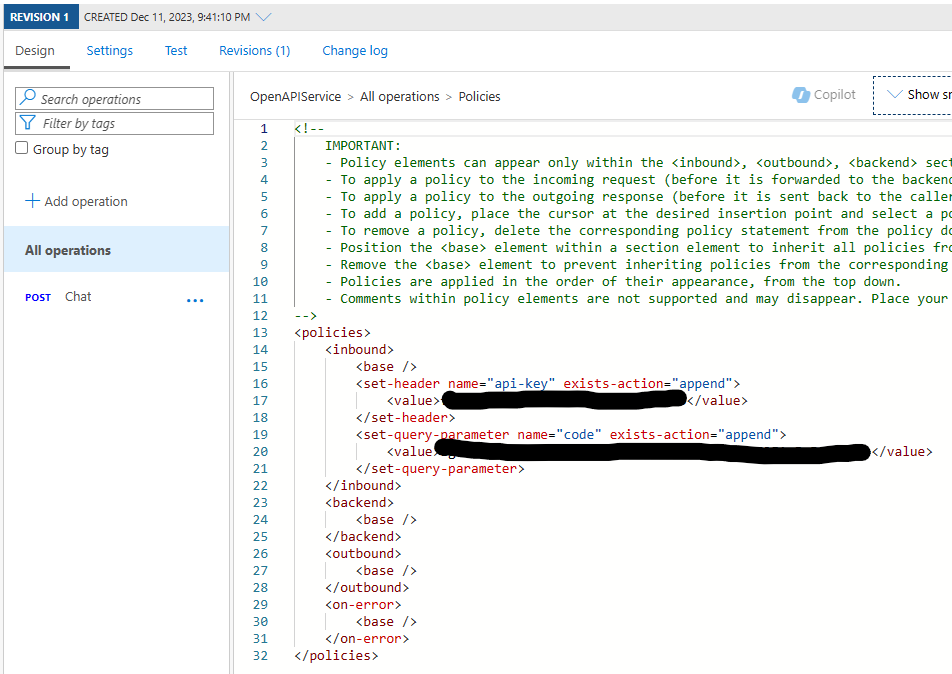 REVISION 1 CREATED Dec 11, 2023, 9:41:10 PM
Design Settings Test Revisions (1) Change log
Search operations
Filter by tags
Group by tag
+ Add operation
All operations
POST Chat ...
OpenAPIService > All operations > Policies
Copilot
Show
1 <!--
2 IMPORTANT:
3 - Policy elements can appear only within the <inbound>, <outbound>, <backend>
4 - To apply a policy to the incoming request (before it is forwarded to the
5 - To apply a policy to the outgoing response (before it is sent back to the
6 - To add a policy, place the cursor at the desired insertion point and select a
7 - To remove a policy, delete the corresponding policy statement from the policy
8 - Position the <base> element within a section element to inherit all policies
9 - Remove the <base> element to prevent inheriting policies from the corresponding
10 - Policies are applied in the order of their appearance, from the top down.
11 - Comments within policy elements are not supported and may disappear. Place your
12 -->
13 <policies>
14 <inbound>
15 <base />
16 <set-header name="api-key" exists-action="append">
17 <value></value>
18 </set-header>
19 <set-query-parameter name="code" exists-action="append">
20 <value></value>
21 </set-query-parameter>
22 </inbound>
23 <backend>
24 <base />
25 </backend>
26 <outbound>
27 <base />
28 </outbound>
29 <on-error>
30 <base />
31 </on-error>
32 </policies>